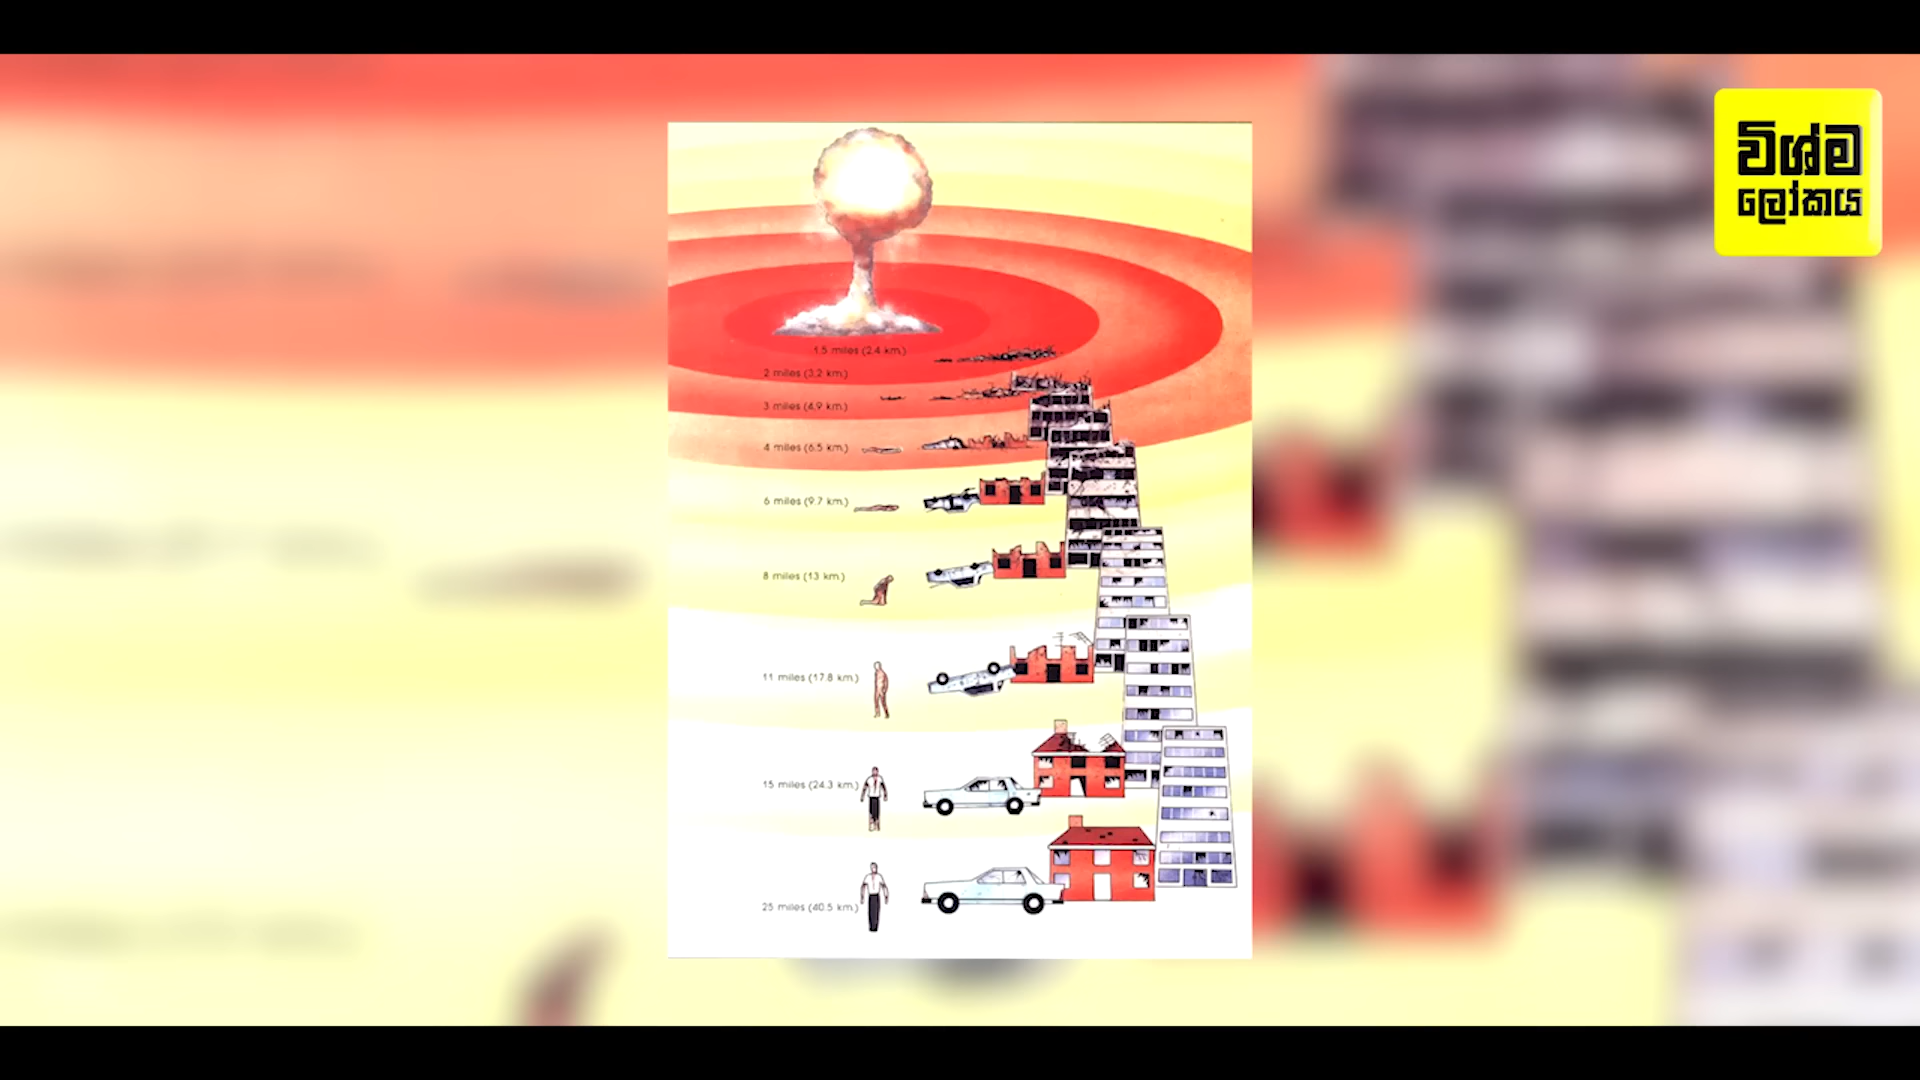 විශ්ම
ලෝකය
1.5 miles (2.4 km.)
2 miles (3.2 km.)
3 miles (4.9 km.)
4 miles (6.5 km.)
6 miles (9.7 km.)
8 miles (13 km.)
11 miles (17.8 km.)
15 miles (24.3 km.)
25 miles (40.5 km.)